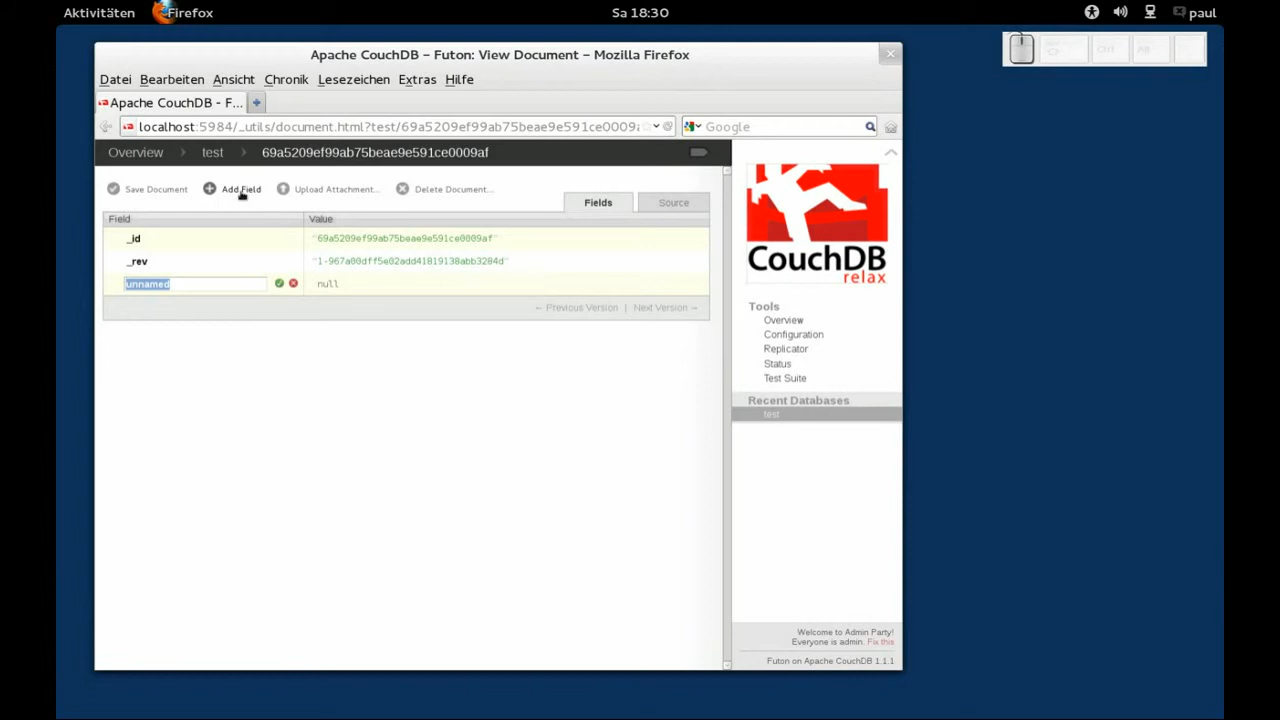 Aktivitäten Firefox Sa 18:30 paul
Apache CouchDB – Futon: View Document – Mozilla Firefox
Datei Bearbeiten Ansicht Chronik Lesezeichen Extras Hilfe
Apache CouchDB - F...
localhost:5984/_utils/document.html?test/69a5209ef99ab75beae9e591ce0009a
Google
Overview test 69a5209ef99ab75beae9e591ce0009af
Save Document Add Field Upload Attachment... Delete Document...
Fields Source
Field Value
_id "69a5209ef99ab75beae9e591ce0009af"
_rev "1-967a00dff5e02add41819138abb3284d"
unnamed null
← Previous Version | Next Version →
CouchDB
relax
Tools
Overview
Configuration
Replicator
Status
Test Suite
Recent Databases
test
Welcome to Admin Party!
Everyone is admin. Fix this
Futon on Apache CouchDB 1.1.1
Ctrl Alt